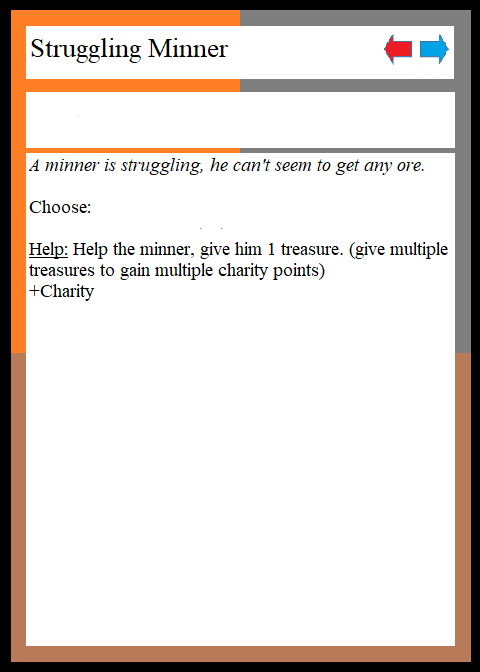 Struggling Minner
A minner is struggling, he can't seem to get any ore.
Choose:
Help: Help the minner, give him 1 treasure. (give multiple
treasures to gain multiple charity points)
+Charity